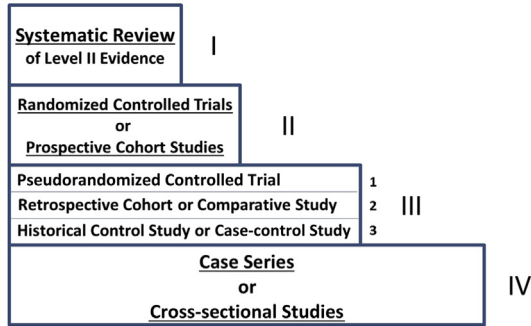 Systematic Review
of Level II Evidence
I
Randomized Controlled Trials
or
Prospective Cohort Studies
II
Pseudorandomized Controlled Trial 1
Retrospective Cohort or Comparative Study 2
III
Historical Control Study or Case-control Study 3
Case Series
or
Cross-sectional Studies
IV